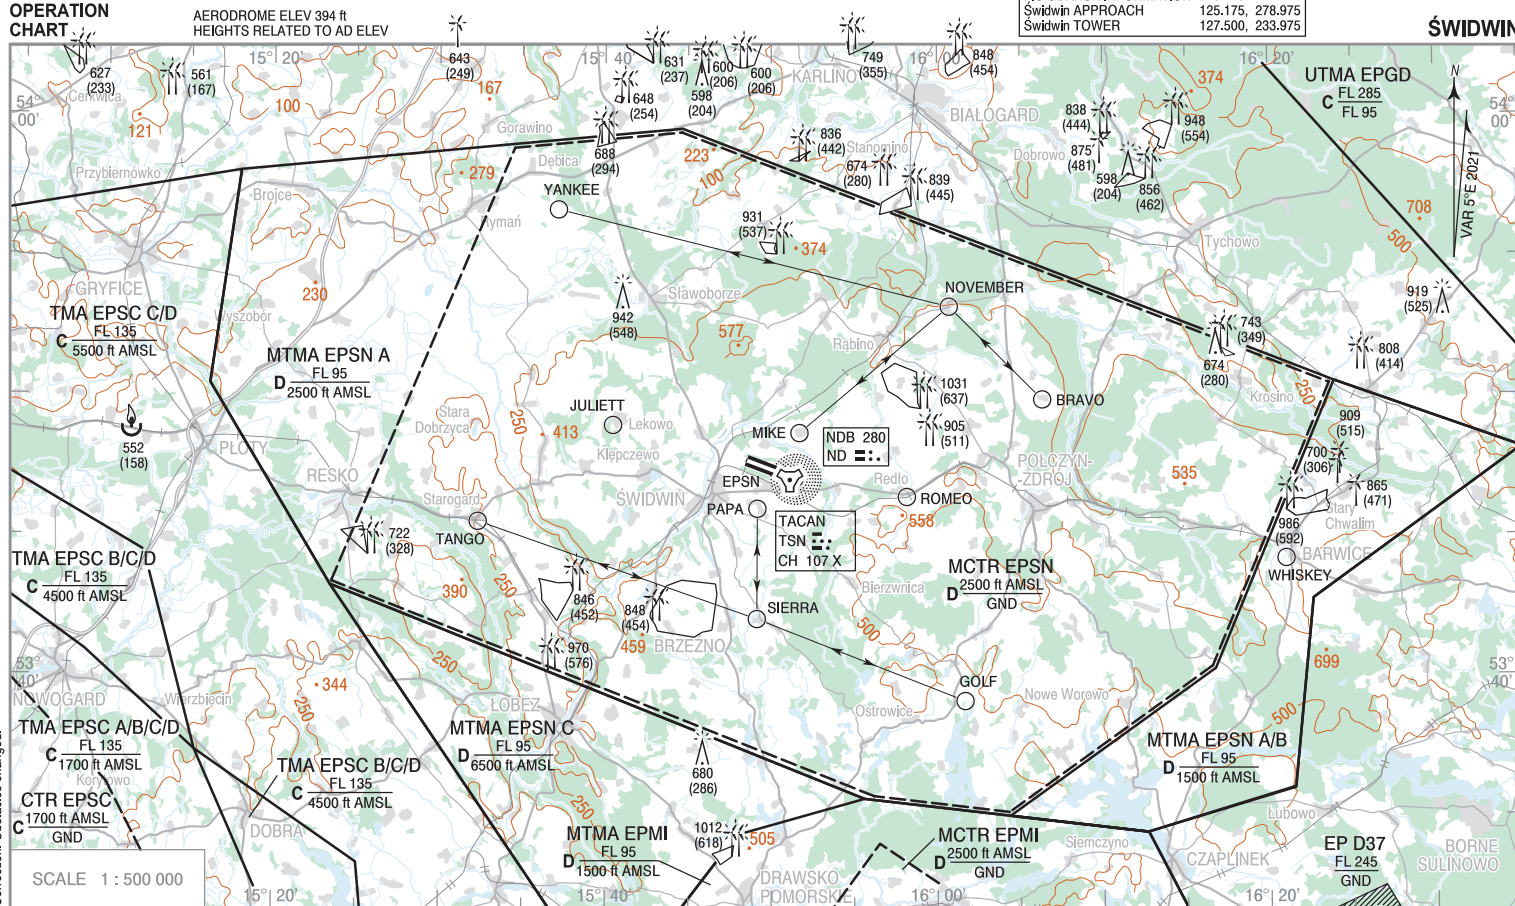 OPERATION
CHART
AERODROME ELEV 394 ft
HEIGHTS RELATED TO AD ELEV
Świdwin APPROACH 125.175, 278.975
Świdwin TOWER 127.500, 233.975
ŚWIDWIN
15°20'
15°40'
16°00'
16°20'
54°
00'
54°
00'
N
VAR 5°E 2021
UTMA EPGD
C FL 285
FL 95
627
(233)
561
(167)
643
(249)
631
(237)
600
(206)
598
(204)
600
(206)
648
(254)
688
(294)
749
(355)
848
(454)
838
(444)
875
(481)
948
(554)
598
(204)
856
(462)
836
(442)
674
(280)
839
(445)
931
(537)
942
(548)
919
(525)
743
(349)
674
(280)
808
(414)
1031
(637)
905
(511)
909
(515)
700
(306)
865
(471)
986
(592)
552
(158)
722
(328)
846
(452)
848
(454)
970
(576)
680
(286)
1012
(618)
Cerkwica
121
100
167
279
223
100
374
374
708
500
230
577
413
250
250
535
558
390
250
459
500
250
344
250
250
505
699
500
Gorawino
Dębica
KARLINO
BIAŁOGARD
Stanomino
Dobrowo
Przybiernówko
Brojce
Rymań
Tychowo
GRYFICE
Wyszobór
Sławoborze
Rąbino
Krosino
Stara
Dobrzyca
Lekowo
Klępczewo
PŁOTY
RESKO
Starogard
ŚWIDWIN
Redło
POŁCZYN-
-ZDRÓJ
Stary
Chwalim
BARWICE
Bierzwnica
BRZEŻNO
NOWOGARD
Wierzbięcin
ŁOBEZ
Ostrowice
Nowe Worowo
DOBRA
DRAWSKO
POMORSKIE
Siemczyno
CZAPLINEK
Łubowo
BORNE
SULINOWO
YANKEE
NOVEMBER
JULIETT
BRAVO
MIKE
ROMEO
PAPA
TANGO
SIERRA
GOLF
WHISKEY
EPSN
NDB 280
ND
TACAN
TSN
CH 107 X
TMA EPSC C/D
C FL 135
5500 ft AMSL
MTMA EPSN A
D FL 95
2500 ft AMSL
TMA EPSC B/C/D
C FL 135
4500 ft AMSL
MCTR EPSN
D 2500 ft AMSL
GND
TMA EPSC A/B/C/D
C FL 135
1700 ft AMSL
CTR EPSC
C 1700 ft AMSL
GND
TMA EPSC B/C/D
C FL 135
4500 ft AMSL
MTMA EPSN C
D FL 95
6500 ft AMSL
MTMA EPMI
D FL 95
1500 ft AMSL
MCTR EPMI
D 2500 ft AMSL
GND
MTMA EPSN A/B
D FL 95
1500 ft AMSL
EP D37
FL 245
GND
53°
40'
53°
40'
SCALE 1 : 500 000
15°20'
15°40'
16°00'
16°20'